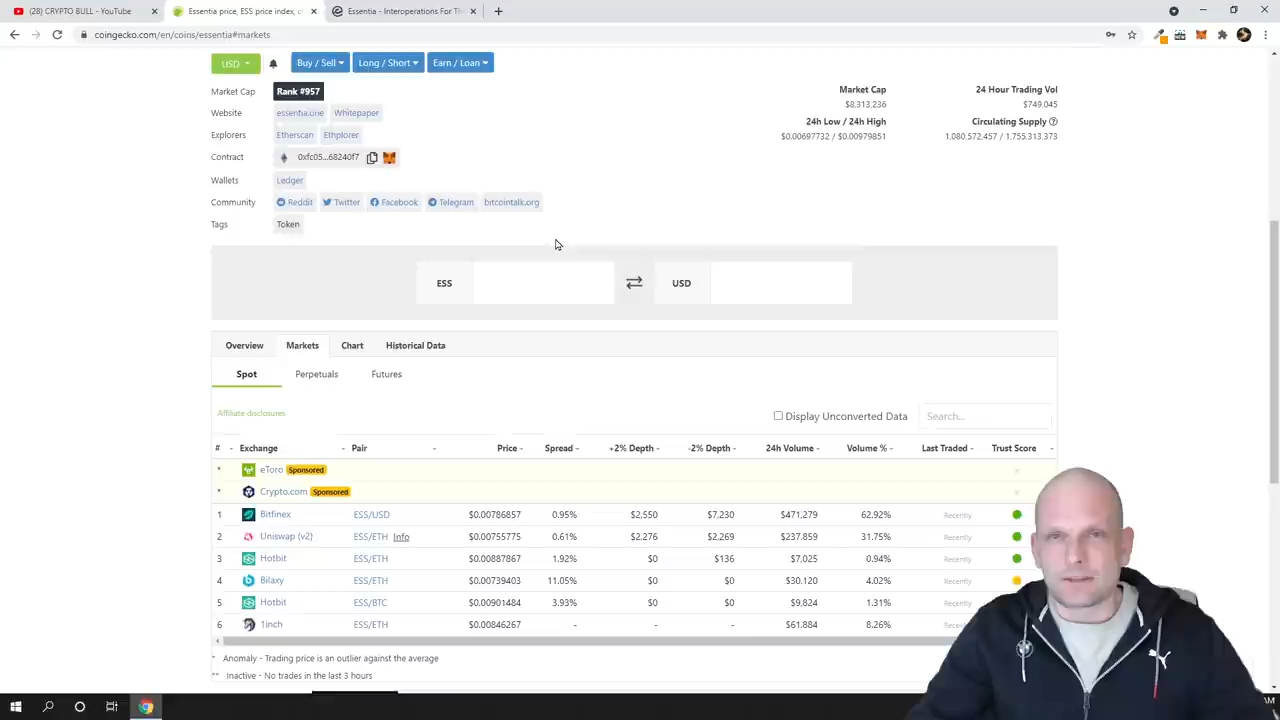 (28) CRYPTO BULL - YouTube
Essentia price, ESS price index, c
Essentia - Interoperations For The
coingecko.com/en/coins/essentia#markets
USD
Buy / Sell
Long / Short
Earn / Loan
Market Cap
Rank #957
Website
essentia.one
Whitepaper
Explorers
Etherscan
Ethplorer
Contract
0xfc05...68240f7
Wallets
Ledger
Community
Reddit
Twitter
Facebook
Telegram
bitcointalk.org
Tags
Token
Market Cap
$8,313,236
24 Hour Trading Vol
$749,045
24h Low / 24h High
$0.00697732 / $0.00979851
Circulating Supply
1,080,572,457 / 1,755,313,373
ESS
USD
Overview
Markets
Chart
Historical Data
Spot
Perpetuals
Futures
Affiliate disclosures
Display Unconverted Data
Search...
# Exchange Pair Price Spread +2% Depth -2% Depth 24h Volume Volume % Last Traded Trust Score
* eToro Sponsored
* Crypto.com Sponsored
1 Bitfinex ESS/USD $0.00786857 0.95% $2,550 $7,230 $471,279 62.92% Recently
2 Uniswap (v2) ESS/ETH Info $0.00755775 0.61% $2,276 $2,269 $237,859 31.75% Recently
3 Hotbit ESS/ETH $0.00887867 1.92% $0 $136 $7,025 0.94% Recently
4 Bilaxy ESS/ETH $0.00739403 11.05% $0 $0 $30,120 4.02% Recently
5 Hotbit ESS/BTC $0.00901484 3.93% $0 $0 $9,824 1.31% Recently
6 1inch ESS/ETH $0.00846267 - - - $61,884 8.26% Recently
* Anomaly - Trading price is an outlier against the average
** Inactive - No trades in the last 3 hours
AM